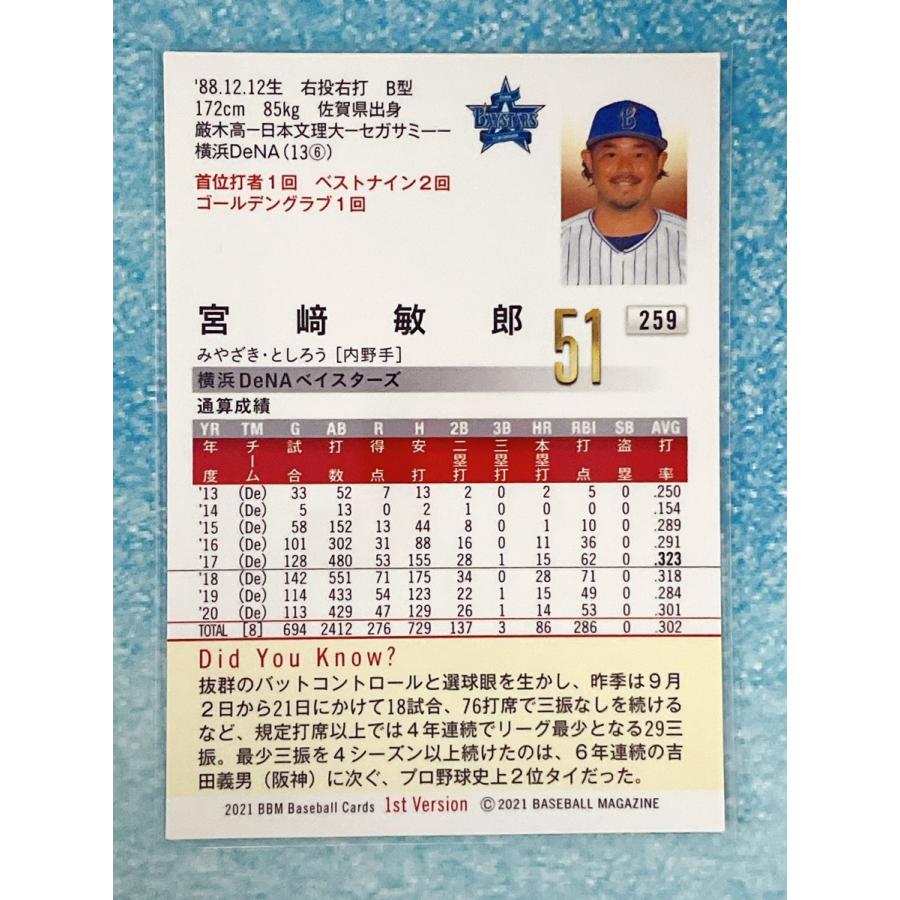 '88.12.12生　右投右打　B型
172cm　85kg　佐賀県出身
厳木高ー日本文理大ーセガサミーー
横浜DeNA（13⑥）
首位打者1回　ベストナイン2回
ゴールデングラブ1回
BAYSTARS
B
宮﨑敏郎
51
259
みやざき・としろう［内野手］
横浜DeNAベイスターズ
通算成績
YR TM G AB R H 2B 3B HR RBI SB AVG
年度 チーム 試合 打数 得点 安打 二塁打 三塁打 本塁打 打点 盗塁 打率
'13 (De) 33 52 7 13 2 0 2 5 0 .250
'14 (De) 5 13 0 2 1 0 0 0 0 .154
'15 (De) 58 152 13 44 8 0 1 10 0 .289
'16 (De) 101 302 31 88 16 0 11 36 0 .291
'17 (De) 128 480 53 155 28 1 15 62 0 .323
'18 (De) 142 551 71 175 34 0 28 71 0 .318
'19 (De) 114 433 54 123 22 1 15 49 0 .284
'20 (De) 113 429 47 129 26 1 14 53 0 .301
TOTAL [8] 694 2412 276 729 137 3 86 286 0 .302
Did You Know?
抜群のバットコントロールと選球眼を生かし、昨季は9月
2日から21日にかけて18試合、76打席で三振なしを続ける
など、規定打席以上では4年連続でリーグ最少となる29三
振。最少三振を4シーズン以上続けたのは、6年連続の吉
田義男（阪神）に次ぐ、プロ野球史上2位タイだった。
2021 BBM Baseball Cards 1st Version ©2021 BASEBALL MAGAZINE